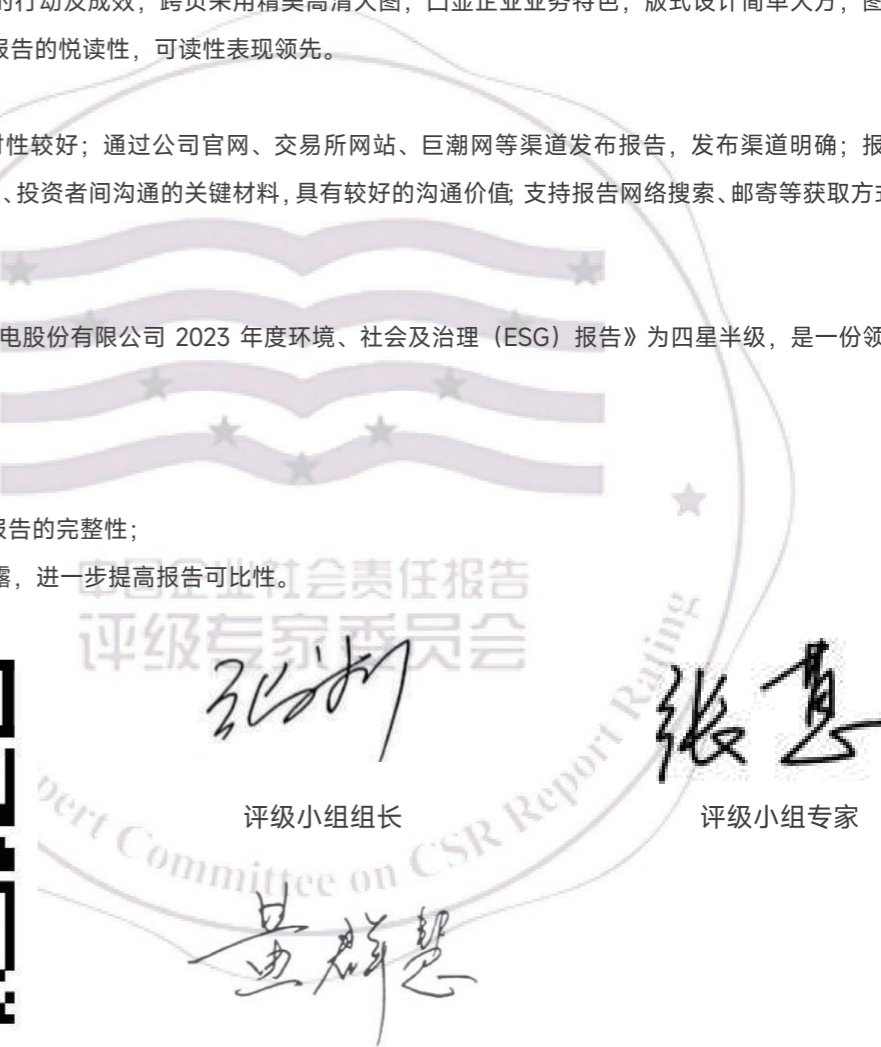 的行动及成效；跨页采用精美高清大图，凸显企业业务特色，版式设计简单大方，图
报告的悦读性，可读性表现领先。
时性较好；通过公司官网、交易所网站、巨潮网等渠道发布报告，发布渠道明确；报
、投资者间沟通的关键材料，具有较好的沟通价值；支持报告网络搜索、邮寄等获取方式
电股份有限公司 2023 年度环境、社会及治理（ESG）报告》为四星半级，是一份领
报告的完整性；
露，进一步提高报告可比性。
中国企业社会责任报告
评级专家委员会
张洲
张蒽
评级小组组长
评级小组专家
pert Committee on CSR Report Rating
黄群慧